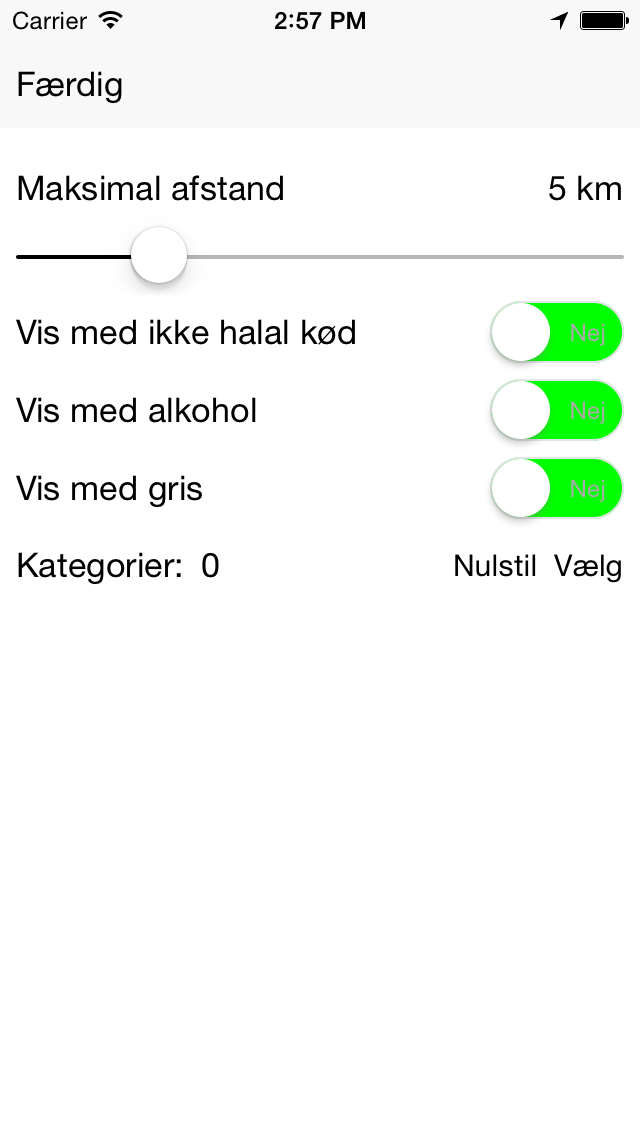 Carrier 2:57 PM
Færdig
Maksimal afstand 5 km
Vis med ikke halal kød Nej
Vis med alkohol Nej
Vis med gris Nej
Kategorier: 0 Nulstil Vælg